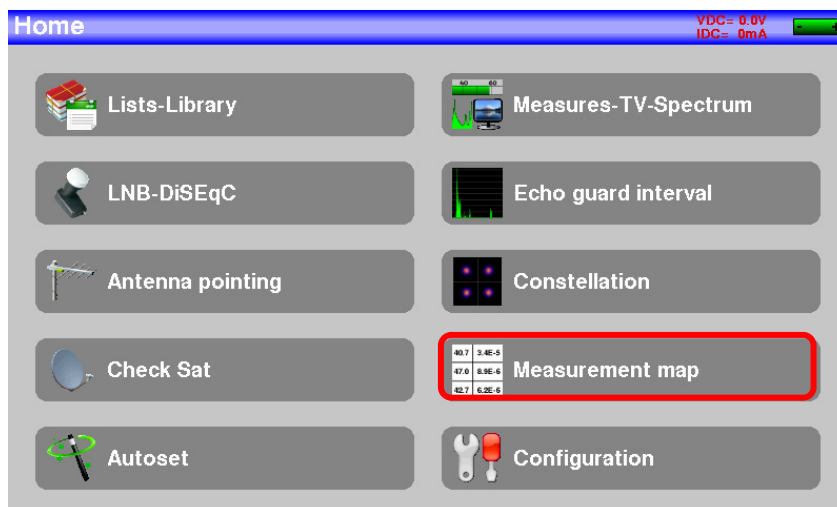 Home
VDC= 0.0V
IDC= 0mA
Lists-Library
40 60
Measures-TV-Spectrum
LNB-DiSEqC
Echo guard interval
Antenna pointing
Constellation
Check Sat
40.7 3.4E-5
47.0 8.9E-6
42.7 6.2E-6
Measurement map
Autoset
Configuration